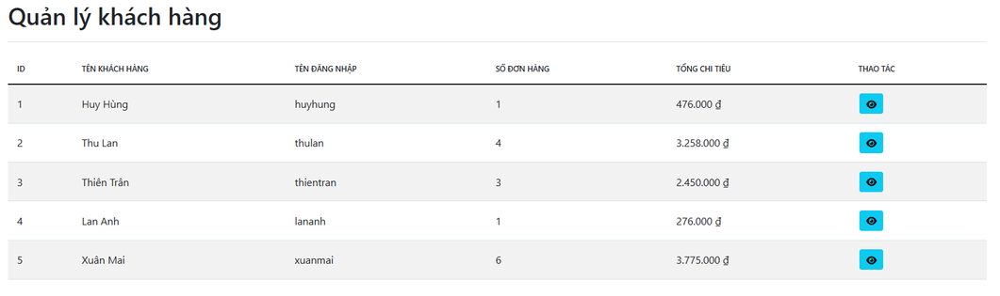 Quản lý khách hàng
ID TÊN KHÁCH HÀNG TÊN ĐĂNG NHẬP SỐ ĐƠN HÀNG TỔNG CHI TIÊU THAO TÁC
1 Huy Hùng huyhung 1 476.000 ₫
2 Thu Lan thulan 4 3.258.000 ₫
3 Thiên Trân thientran 3 2.450.000 ₫
4 Lan Anh lananh 1 276.000 ₫
5 Xuân Mai xuanmai 6 3.775.000 ₫